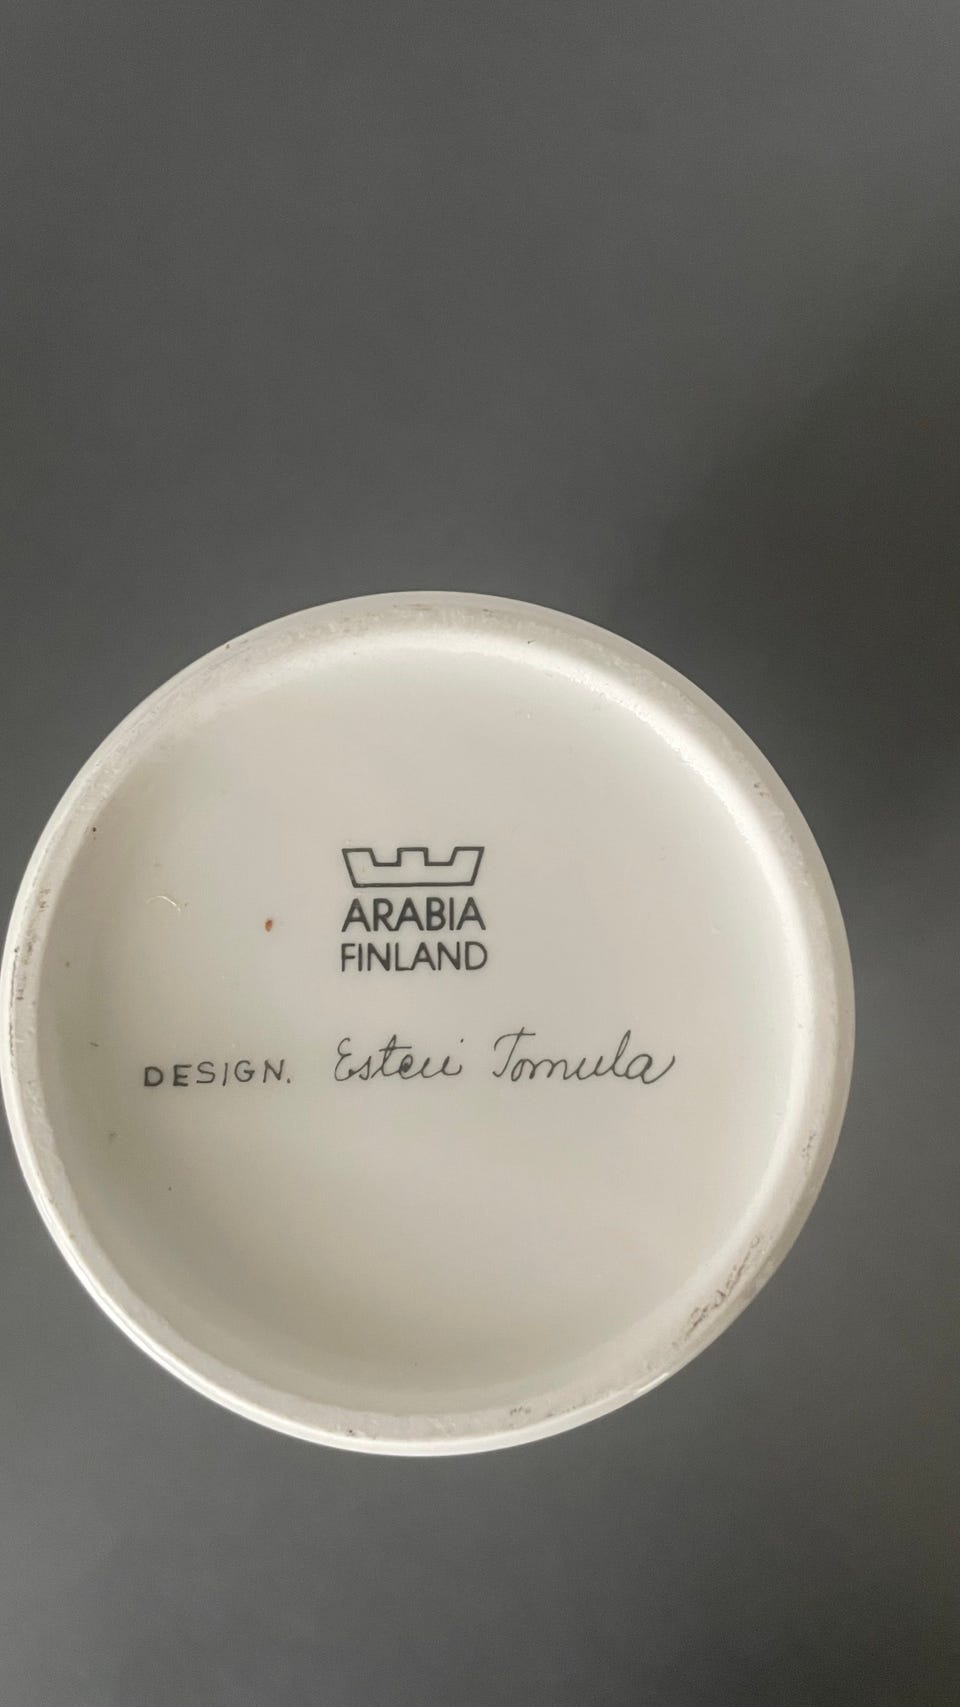 ARABIA
FINLAND
DESIGN. Esteri Tomula